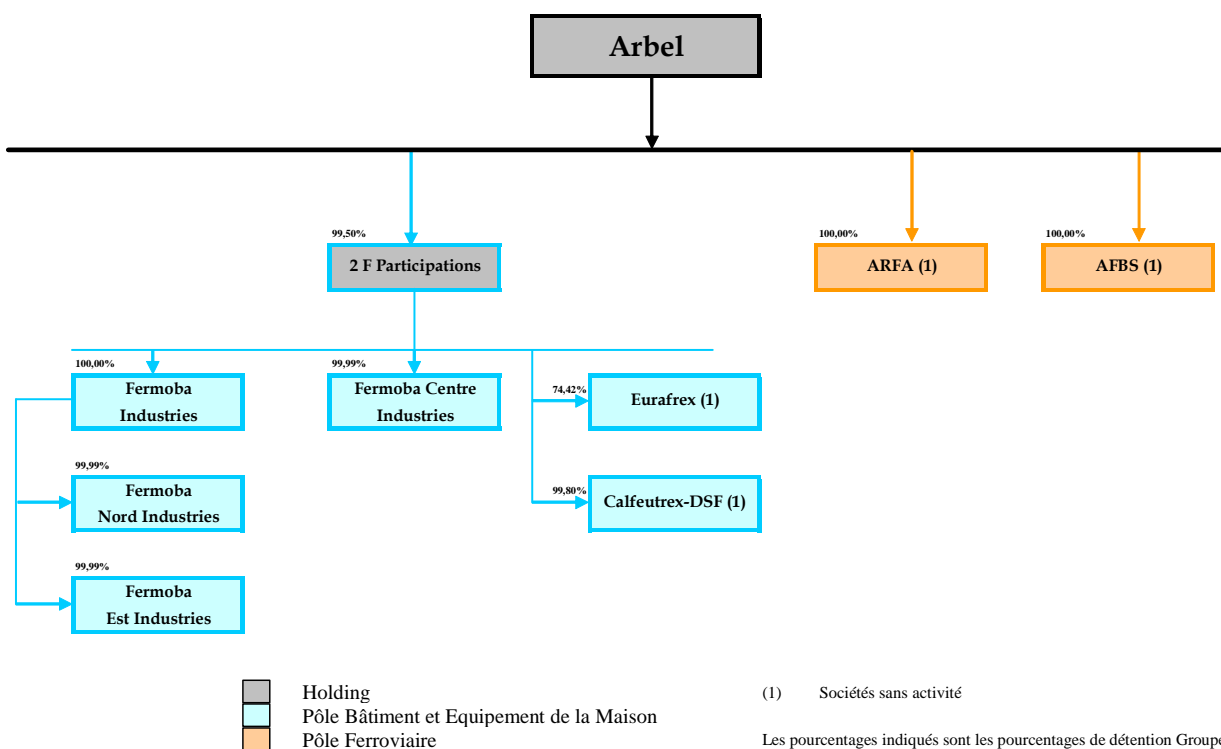 Arbel
99,50%
2 F Participations
100,00%
ARFA (1)
100,00%
AFBS (1)
100,00%
Fermoba
Industries
99,99%
Fermoba Centre
Industries
74,42%
Eurafrex (1)
99,99%
Fermoba
Nord Industries
99,80%
Calfeutrex-DSF (1)
99,99%
Fermoba
Est Industries
Holding
Pôle Bâtiment et Equipement de la Maison
Pôle Ferroviaire
(1) Sociétés sans activité
Les pourcentages indiqués sont les pourcentages de détention Groupe